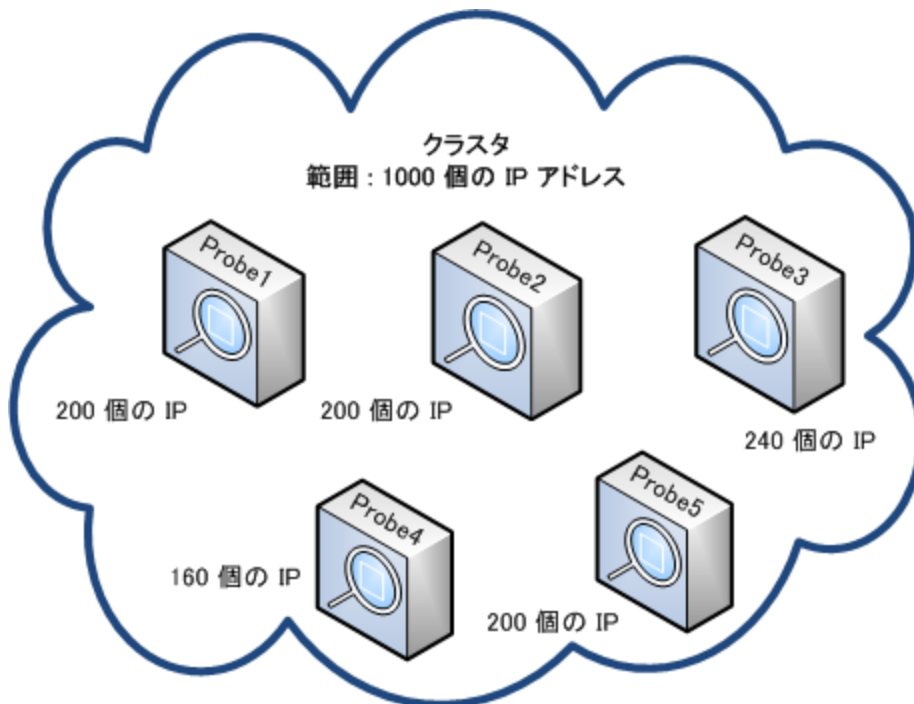 クラスタ
範囲 : 1000 個の IP アドレス
Probe1
Probe2
Probe3
200 個の IP
200 個の IP
240 個の IP
Probe4
Probe5
160 個の IP
200 個の IP